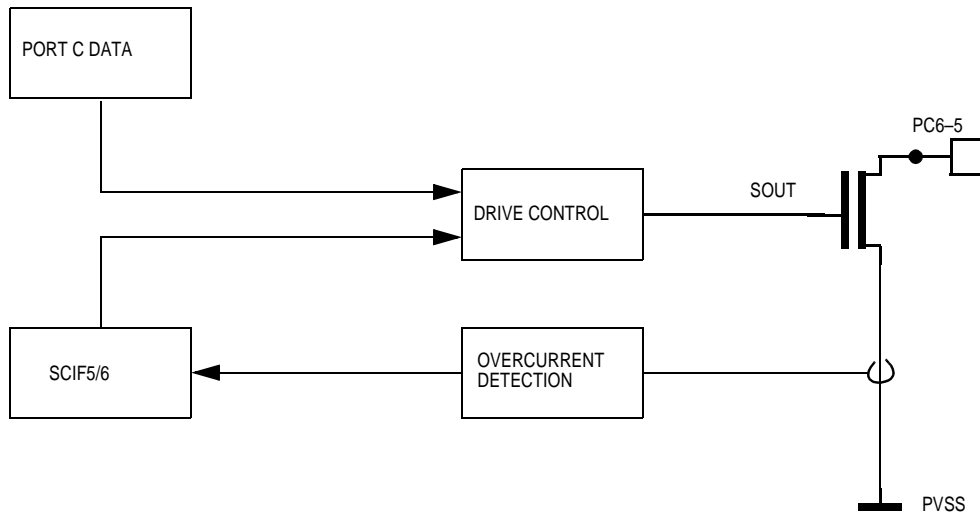 PORT C DATA
PC6–5
SOUT
DRIVE CONTROL
SCIF5/6
OVERCURRENT
DETECTION
PVSS